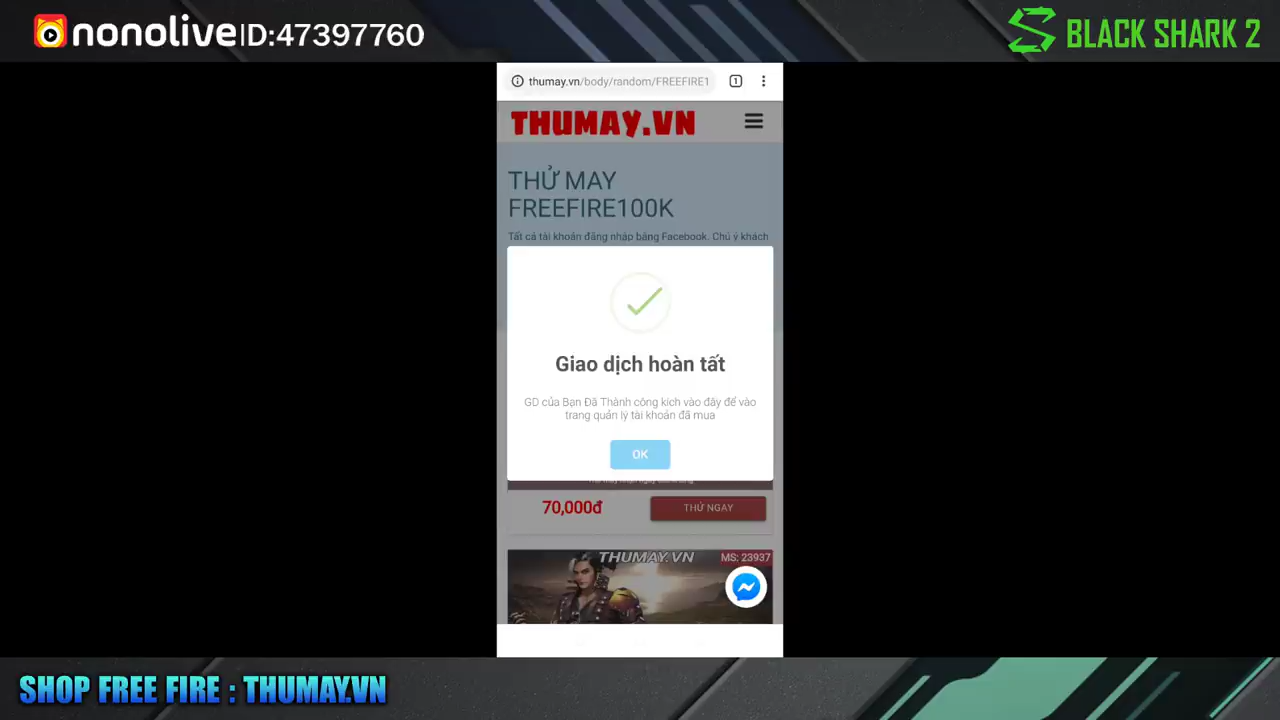 nonolive|ID:47397760
BLACK SHARK 2
thumay.vn/body/random/FREEFIRE1
1
THUMAY.VN
THỬ MAY
FREEFIRE100K
Tất cả tài khoản đăng nhập bằng Facebook. Chú ý khách
Giao dịch hoàn tất
GD của Bạn Đã Thành công kich vào đây để vào
trang quản lý tài khoản đã mua
OK
70,000đ
THỬ NGAY
THUMAY.VN
MS: 23937
SHOP FREE FIRE : THUMAY.VN